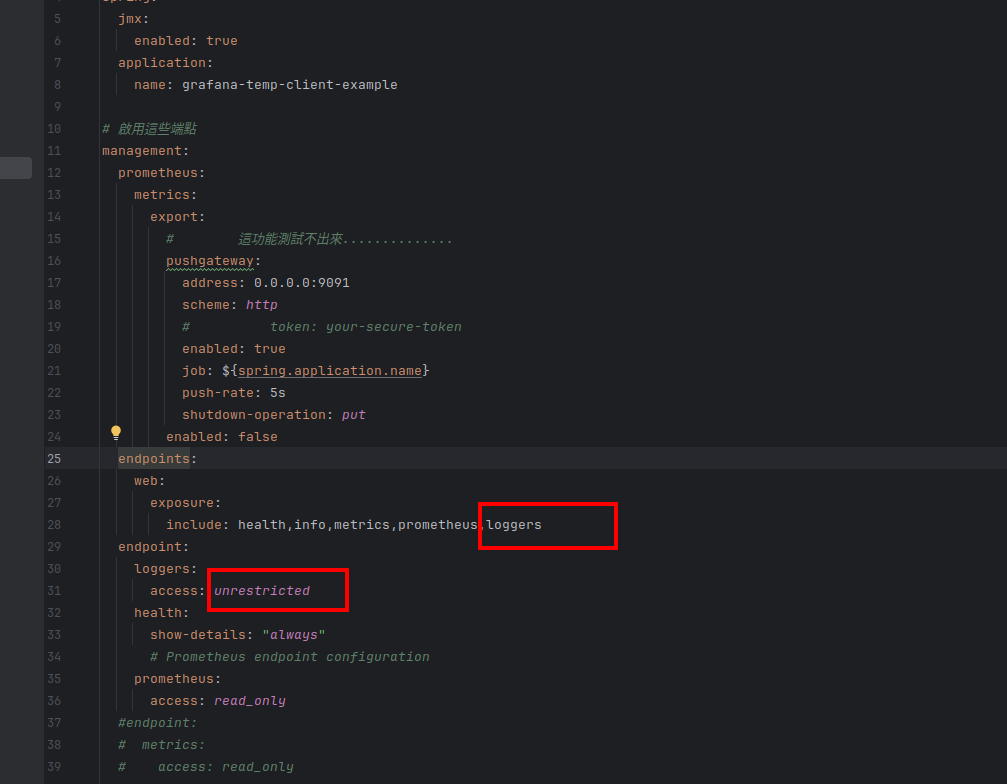 5 jmx:
6 enabled: true
7 application:
8 name: grafana-temp-client-example
9
10 # 啟用這些端點
11 management:
12 prometheus:
13 metrics:
14 export:
15 # 這功能測試不出來..............
16 pushgateway:
17 address: 0.0.0.0:9091
18 scheme: http
19 # token: your-secure-token
20 enabled: true
21 job: ${spring.application.name}
22 push-rate: 5s
23 shutdown-operation: put
24 enabled: false
25 endpoints:
26 web:
27 exposure:
28 include: health,info,metrics,prometheus,loggers
29 endpoint:
30 loggers:
31 access: unrestricted
32 health:
33 show-details: "always"
34 # Prometheus endpoint configuration
35 prometheus:
36 access: read_only
37 #endpoint:
38 # metrics:
39 # access: read_only